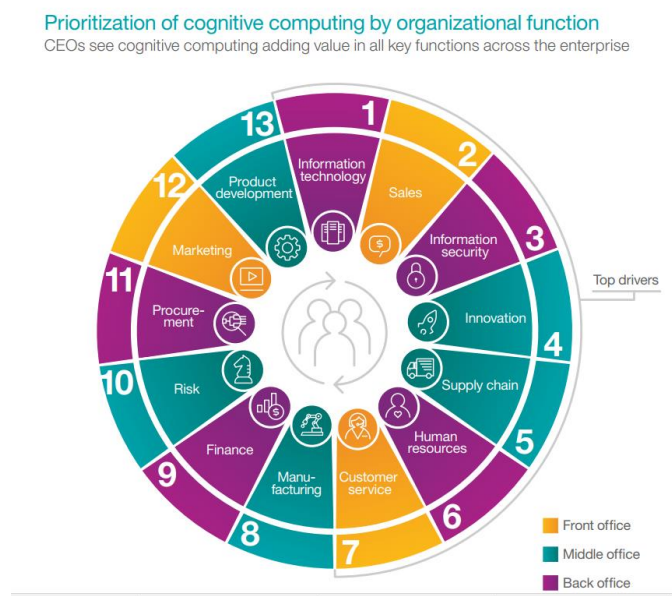 Prioritization of cognitive computing by organizational function
CEOs see cognitive computing adding value in all key functions across the enterprise
1
Information
technology
2
Sales
3
Information
security
4
Innovation
5
Supply chain
6
Human
resources
7
Customer
service
8
Manu-
facturing
9
Finance
10
Risk
11
Procure-
ment
12
Marketing
13
Product
development
Top drivers
$
$
Front office
Middle office
Back office